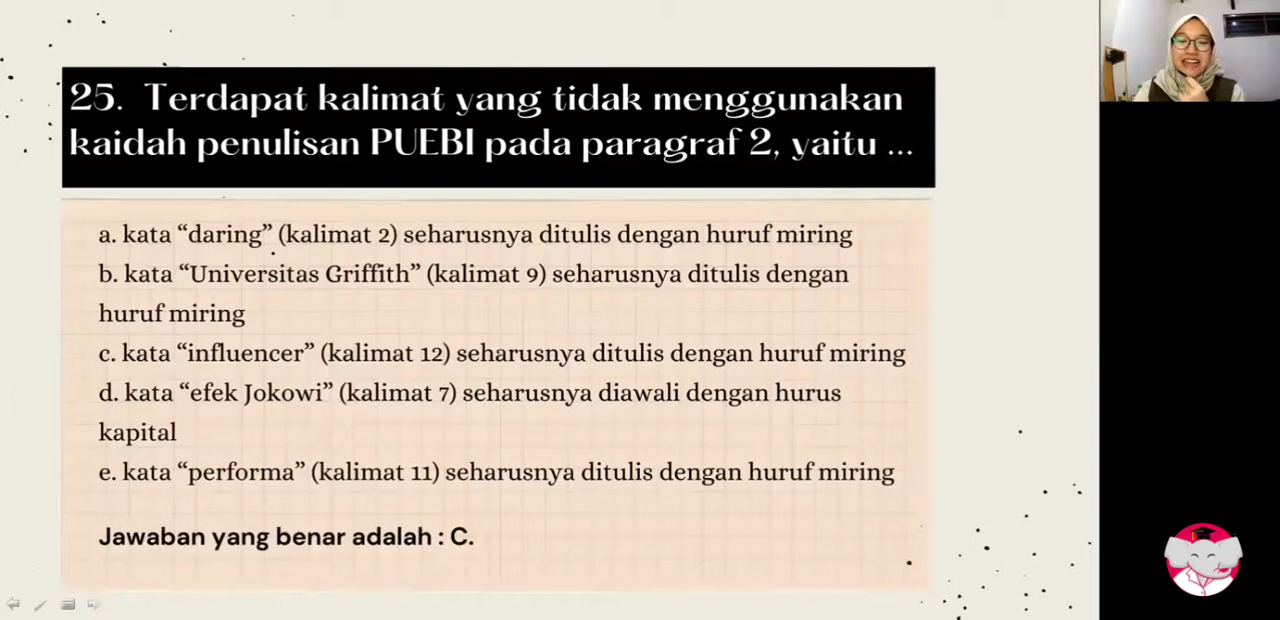 25. Terdapat kalimat yang tidak menggunakan
kaidah penulisan PUEBI pada paragraf 2, yaitu ...
a. kata “daring” (kalimat 2) seharusnya ditulis dengan huruf miring
b. kata “Universitas Griffith” (kalimat 9) seharusnya ditulis dengan
huruf miring
c. kata “influencer” (kalimat 12) seharusnya ditulis dengan huruf miring
d. kata “efek Jokowi” (kalimat 7) seharusnya diawali dengan hurus
kapital
e. kata “performa” (kalimat 11) seharusnya ditulis dengan huruf miring
Jawaban yang benar adalah : C.